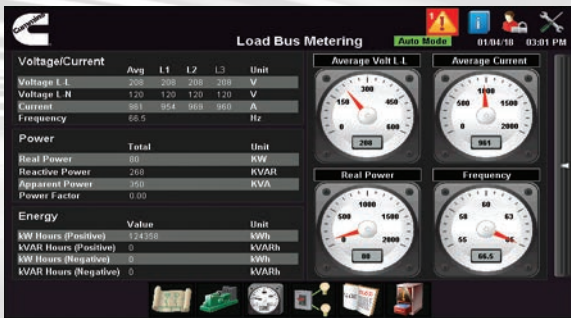 Cummins
1
i
Load Bus Metering
Auto Mode
01/04/18 03:01 PM
Voltage/Current
Avg L1 L2 L3 Unit
Voltage L-L 208 208 208 208 V
Voltage L-N 120 120 120 120 V
Current 961 954 969 960 A
Frequency 66.5 Hz
Power
Total Unit
Real Power 80 KW
Reactive Power 260 KVAR
Apparent Power 350 KVA
Power Factor 0.00
Energy
Value Unit
kW Hours (Positive) 124358 kWh
kVAR Hours (Positive) 0 kVARh
kW Hours (Negative) 0 kWh
kVAR Hours (Negative) 0 kVARh
Average Volt L-L
0 150 300 450 600
208
Average Current
0 500 1000 1500 2000
961
Real Power
0 500 1000 1500 2000
80
Frequency
55 58 60 63 65
66.5